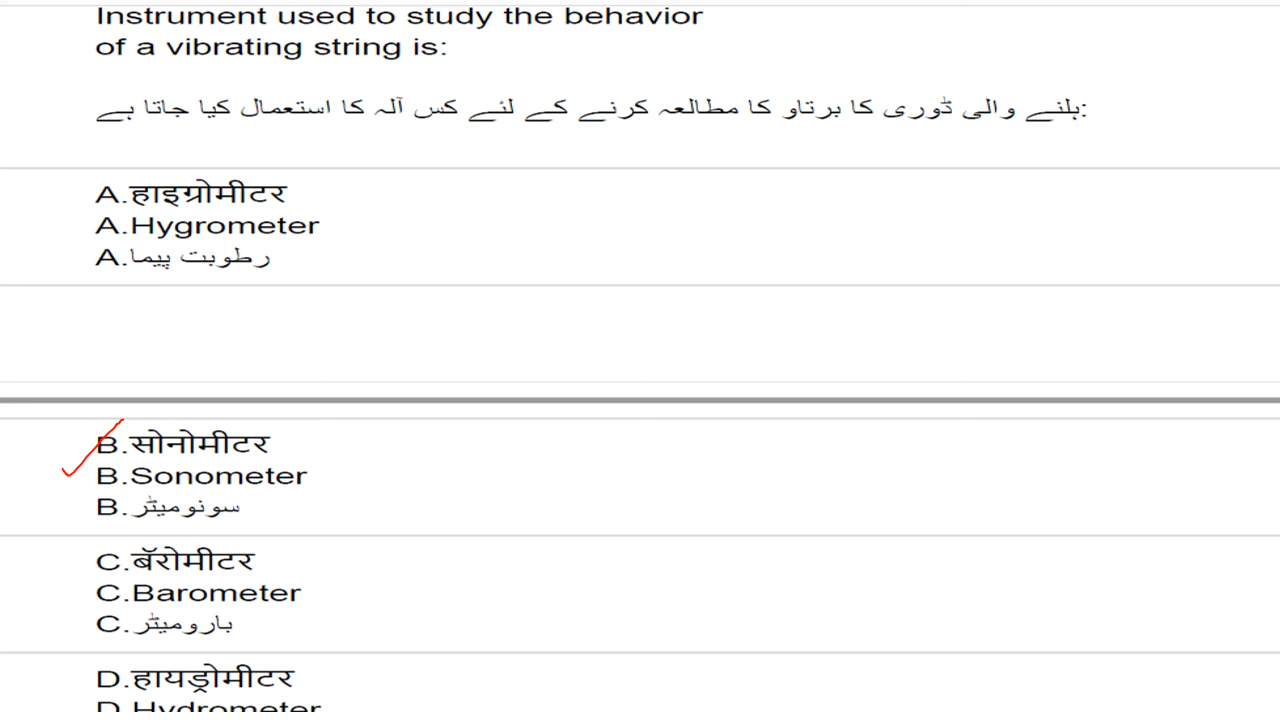 Instrument used to study the behavior
of a vibrating string is:
ہلنے والی ڈوری کا برتاو کا مطالعہ کرنے کے لئے کس آلہ کا استعمال کیا جاتا ہے:
A.हाइग्रोमीटर
A.Hygrometer
A.رطوبت پیما
B.सोनोमीटर
B.Sonometer
B.سونومیٹر
C.बॅरोमीटर
C.Barometer
C.بارومیٹر
D.हायड्रोमीटर
D.Hydrometer